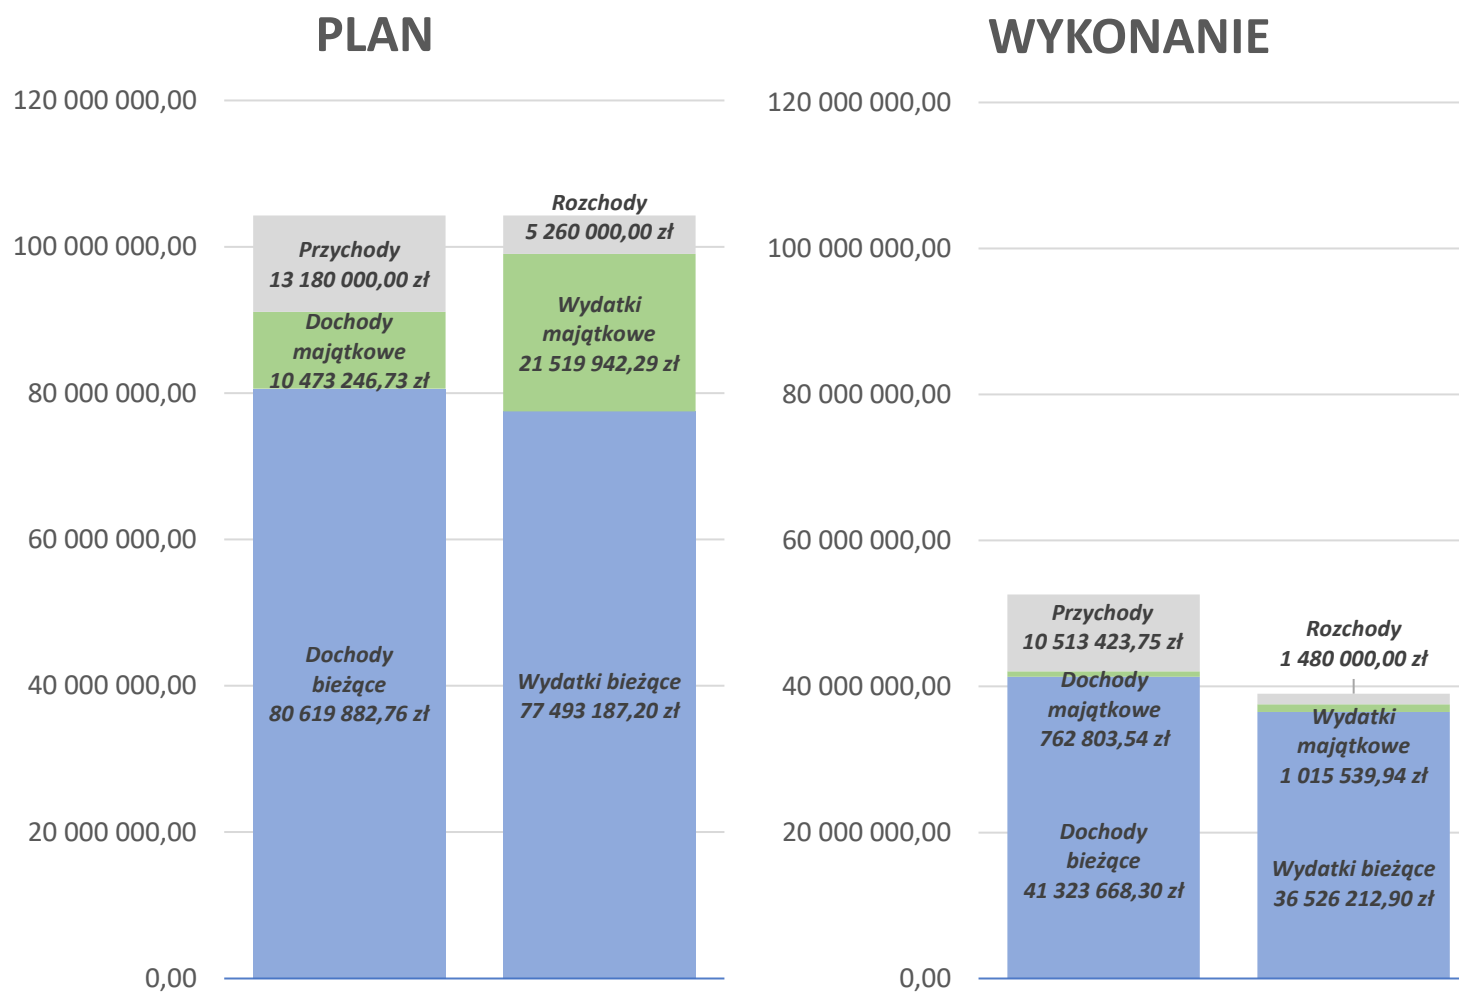 PLAN
120 000 000,00
100 000 000,00
80 000 000,00
60 000 000,00
40 000 000,00
20 000 000,00
0,00
Przychody
13 180 000,00 zł
Dochody
majątkowe
10 473 246,73 zł
Dochody
bieżące
80 619 882,76 zł
Rozchody
5 260 000,00 zł
Wydatki
majątkowe
21 519 942,29 zł
Wydatki bieżące
77 493 187,20 zł
WYKONANIE
120 000 000,00
100 000 000,00
80 000 000,00
60 000 000,00
40 000 000,00
20 000 000,00
0,00
Przychody
10 513 423,75 zł
Dochody
majątkowe
762 803,54 zł
Dochody
bieżące
41 323 668,30 zł
Rozchody
1 480 000,00 zł
Wydatki
majątkowe
1 015 539,94 zł
Wydatki bieżące
36 526 212,90 zł